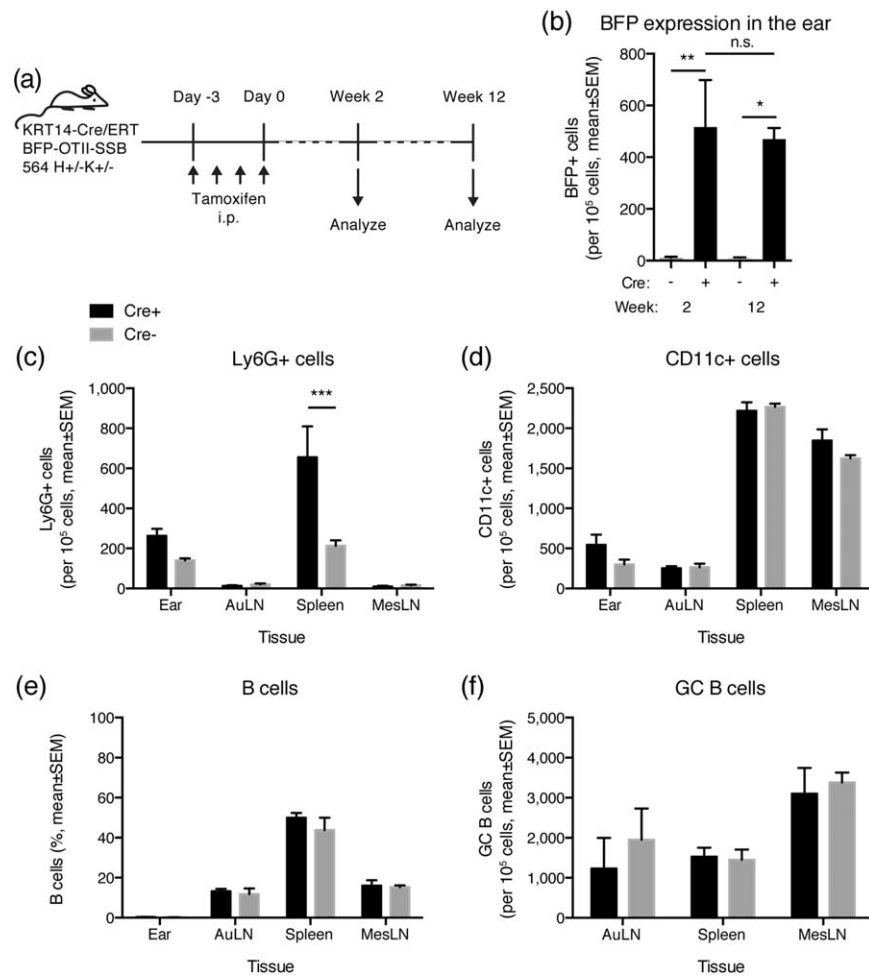 (a)
KRT14-Cre/ERT
BFP-OTII-SSB
564 H+/-K+/-
Day -3
Day 0
Week 2
Week 12
Tamoxifen
i.p.
Analyze
Analyze
(b)
BFP expression in the ear
BFP+ cells
(per 10⁵ cells, mean±SEM)
800
600
400
200
0
**
n.s.
*
Cre: - + - +
Week: 2 12
Cre+
Cre-
(c)
Ly6G+ cells
Ly6G+ cells
(per 10⁵ cells, mean±SEM)
1,000
800
600
400
200
0
***
Ear AuLN Spleen MesLN
Tissue
(d)
CD11c+ cells
CD11c+ cells
(per 10⁵ cells, mean±SEM)
2,500
2,000
1,500
1,000
500
0
Ear AuLN Spleen MesLN
Tissue
(e)
B cells
B cells (%, mean±SEM)
100
80
60
40
20
0
Ear AuLN Spleen MesLN
Tissue
(f)
GC B cells
GC B cells
(per 10⁵ cells, mean±SEM)
5,000
4,000
3,000
2,000
1,000
0
AuLN Spleen MesLN
Tissue